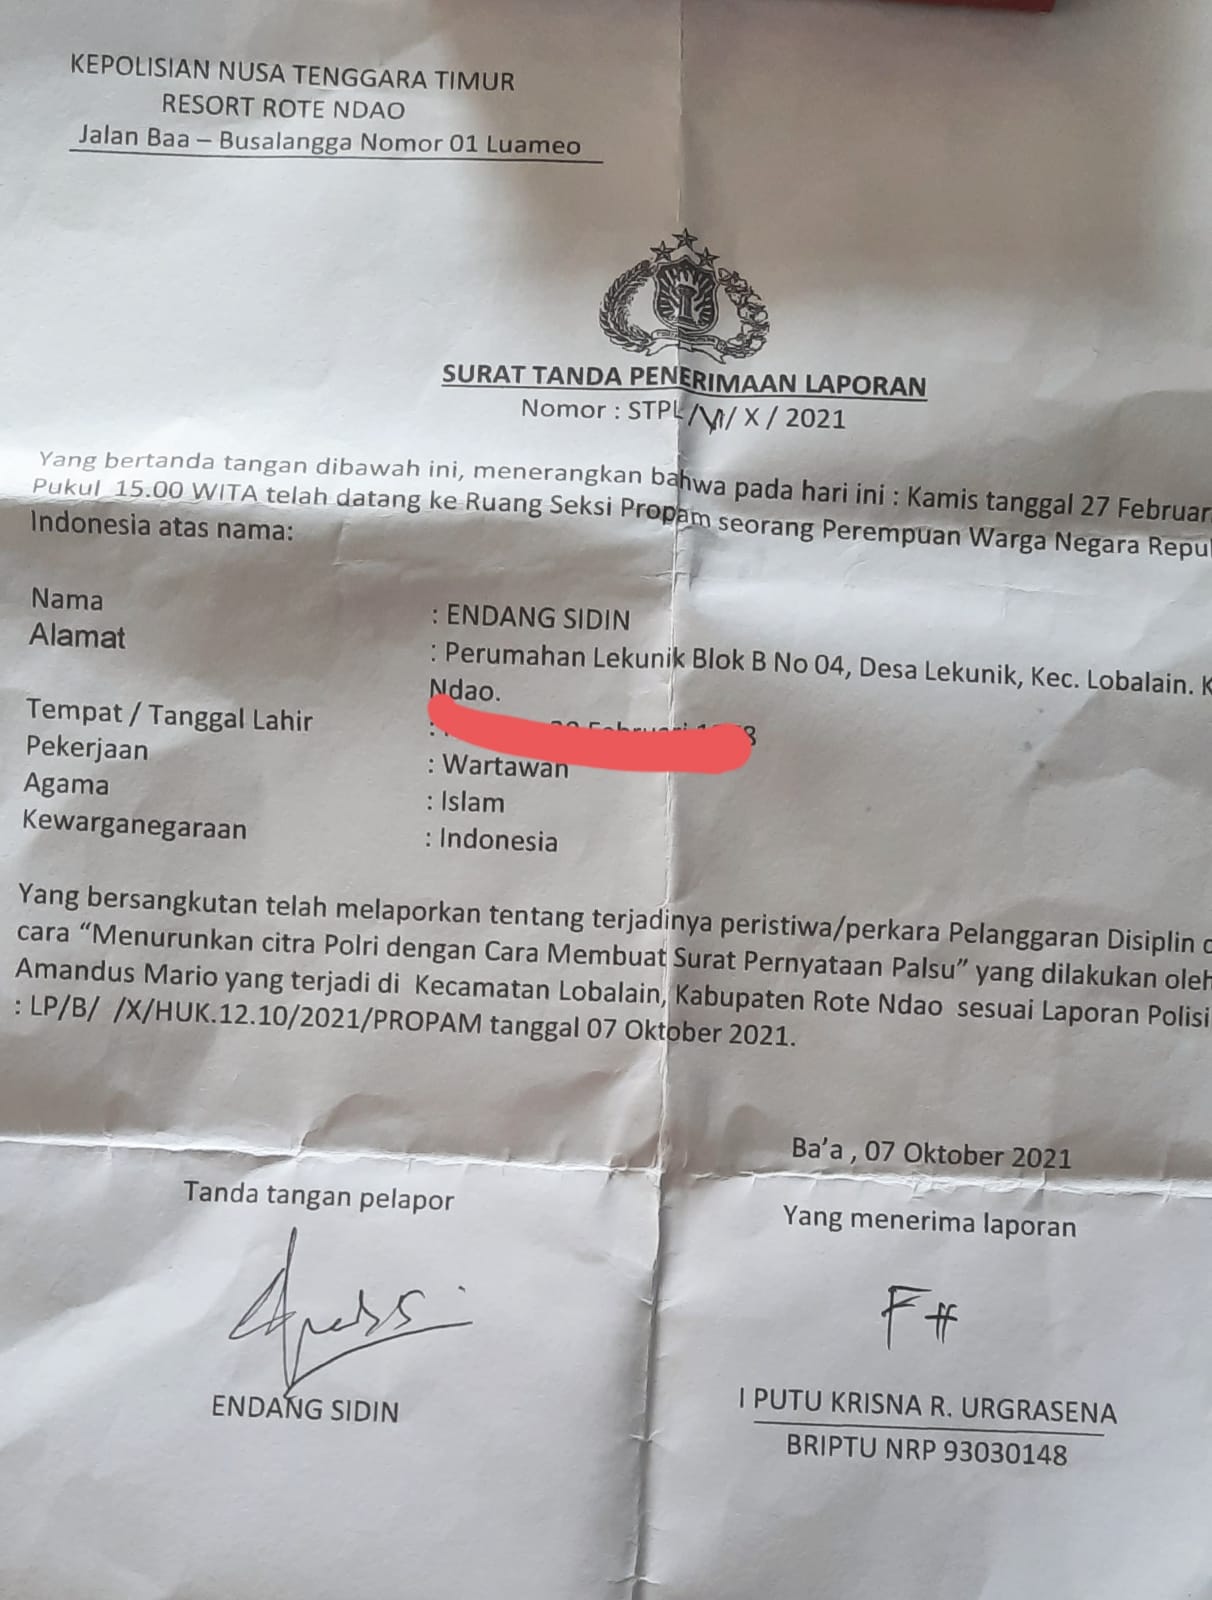 KEPOLISIAN NUSA TENGGARA TIMUR
RESORT ROTE NDAO
Jalan Baa – Busalangga Nomor 01 Luameo
SURAT TANDA PENERIMAAN LAPORAN
Nomor : STPL/VI/ X / 2021
Yang bertanda tangan dibawah ini, menerangkan bahwa pada hari ini : Kamis tanggal 27 Februar
Pukul 15.00 WITA telah datang ke Ruang Seksi Propam seorang Perempuan Warga Negara Repu
Indonesia atas nama:
Nama : ENDANG SIDIN
Alamat : Perumahan Lekunik Blok B No 04, Desa Lekunik, Kec. Lobalain. K
Ndao.
Tempat / Tanggal Lahir :
Pekerjaan : Wartawan
Agama : Islam
Kewarganegaraan : Indonesia
Yang bersangkutan telah melaporkan tentang terjadinya peristiwa/perkara Pelanggaran Disiplin
cara “Menurunkan citra Polri dengan Cara Membuat Surat Pernyataan Palsu” yang dilakukan oleh
Amandus Mario yang terjadi di Kecamatan Lobalain, Kabupaten Rote Ndao sesuai Laporan Polisi
: LP/B/ /X/HUK.12.10/2021/PROPAM tanggal 07 Oktober 2021.
Ba’a , 07 Oktober 2021
Tanda tangan pelapor
Yang menerima laporan
ENDANG SIDIN
I PUTU KRISNA R. URGRASENA
BRIPTU NRP 93030148